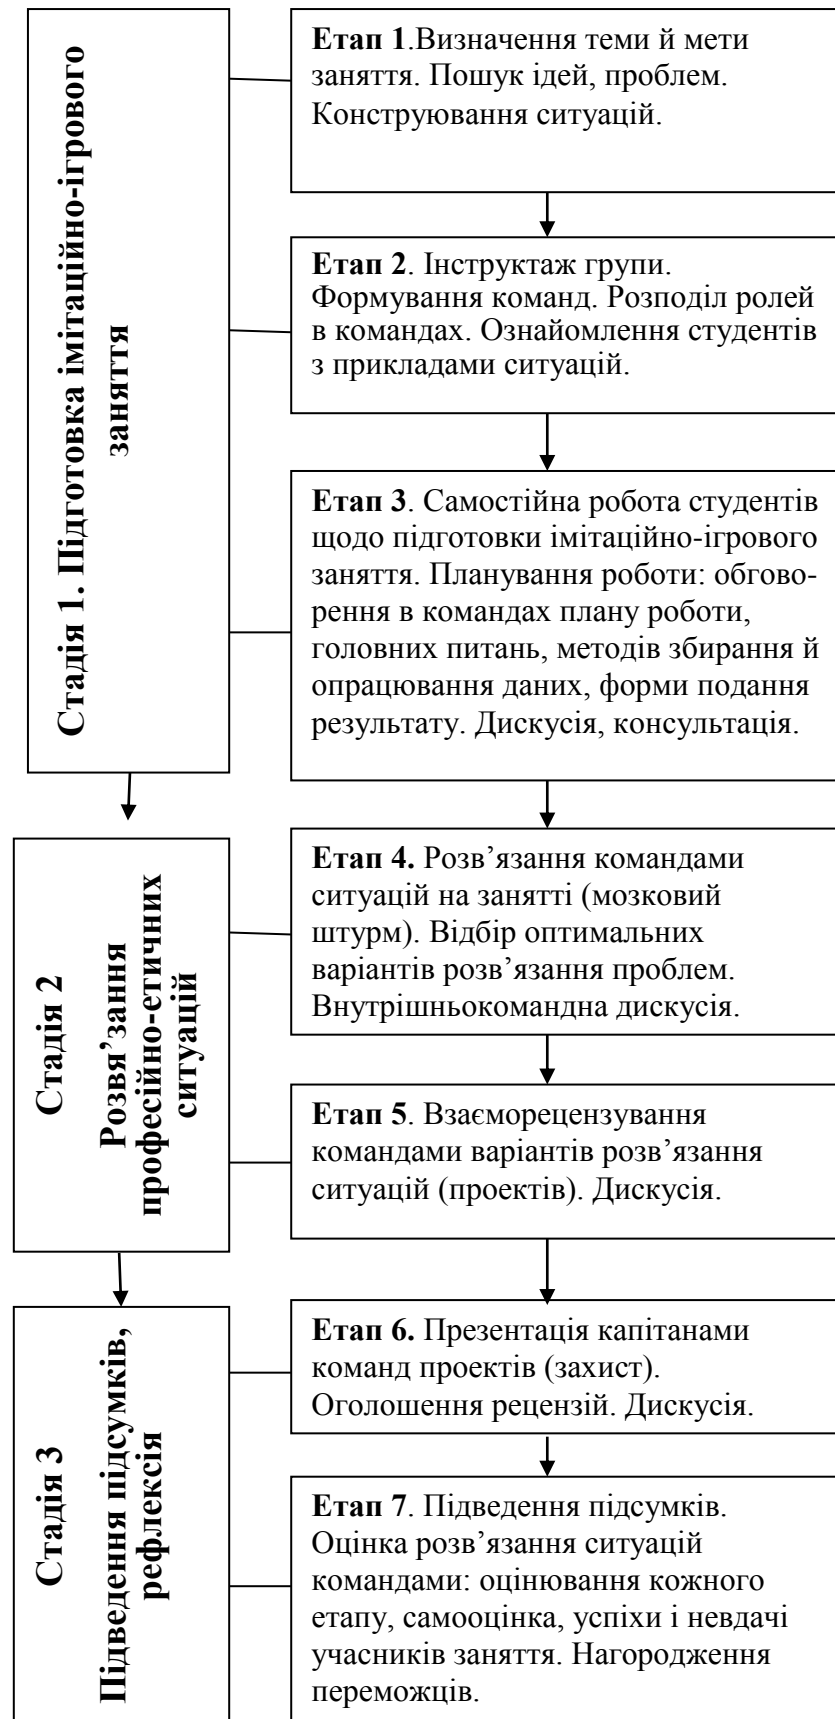 Стадія 1. Підготовка імітаційно-ігрового
заняття
Етап 1.Визначення теми й мети
заняття. Пошук ідей, проблем.
Конструювання ситуацій.
Етап 2. Інструктаж групи.
Формування команд. Розподіл ролей
в командах. Ознайомлення студентів
з прикладами ситуацій.
Етап 3. Самостійна робота студентів
щодо підготовки імітаційно-ігрового
заняття. Планування роботи: обгово-
рення в командах плану роботи,
головних питань, методів збирання й
опрацювання даних, форми подання
результату. Дискусія, консультація.
Стадія 2
Розвя’зання
професійно-етичних
ситуацій
Етап 4. Розв’язання командами
ситуацій на занятті (мозковий
штурм). Відбір оптимальних
варіантів розв’язання проблем.
Внутрішньокомандна дискусія.
Етап 5. Взаєморецензування
командами варіантів розв’язання
ситуацій (проектів). Дискусія.
Стадія 3
Підведення підсумків,
рефлексія
Етап 6. Презентація капітанами
команд проектів (захист).
Оголошення рецензій. Дискусія.
Етап 7. Підведення підсумків.
Оцінка розв’язання ситуацій
командами: оцінювання кожного
етапу, самооцінка, успіхи і невдачі
учасників заняття. Нагородження
переможців.